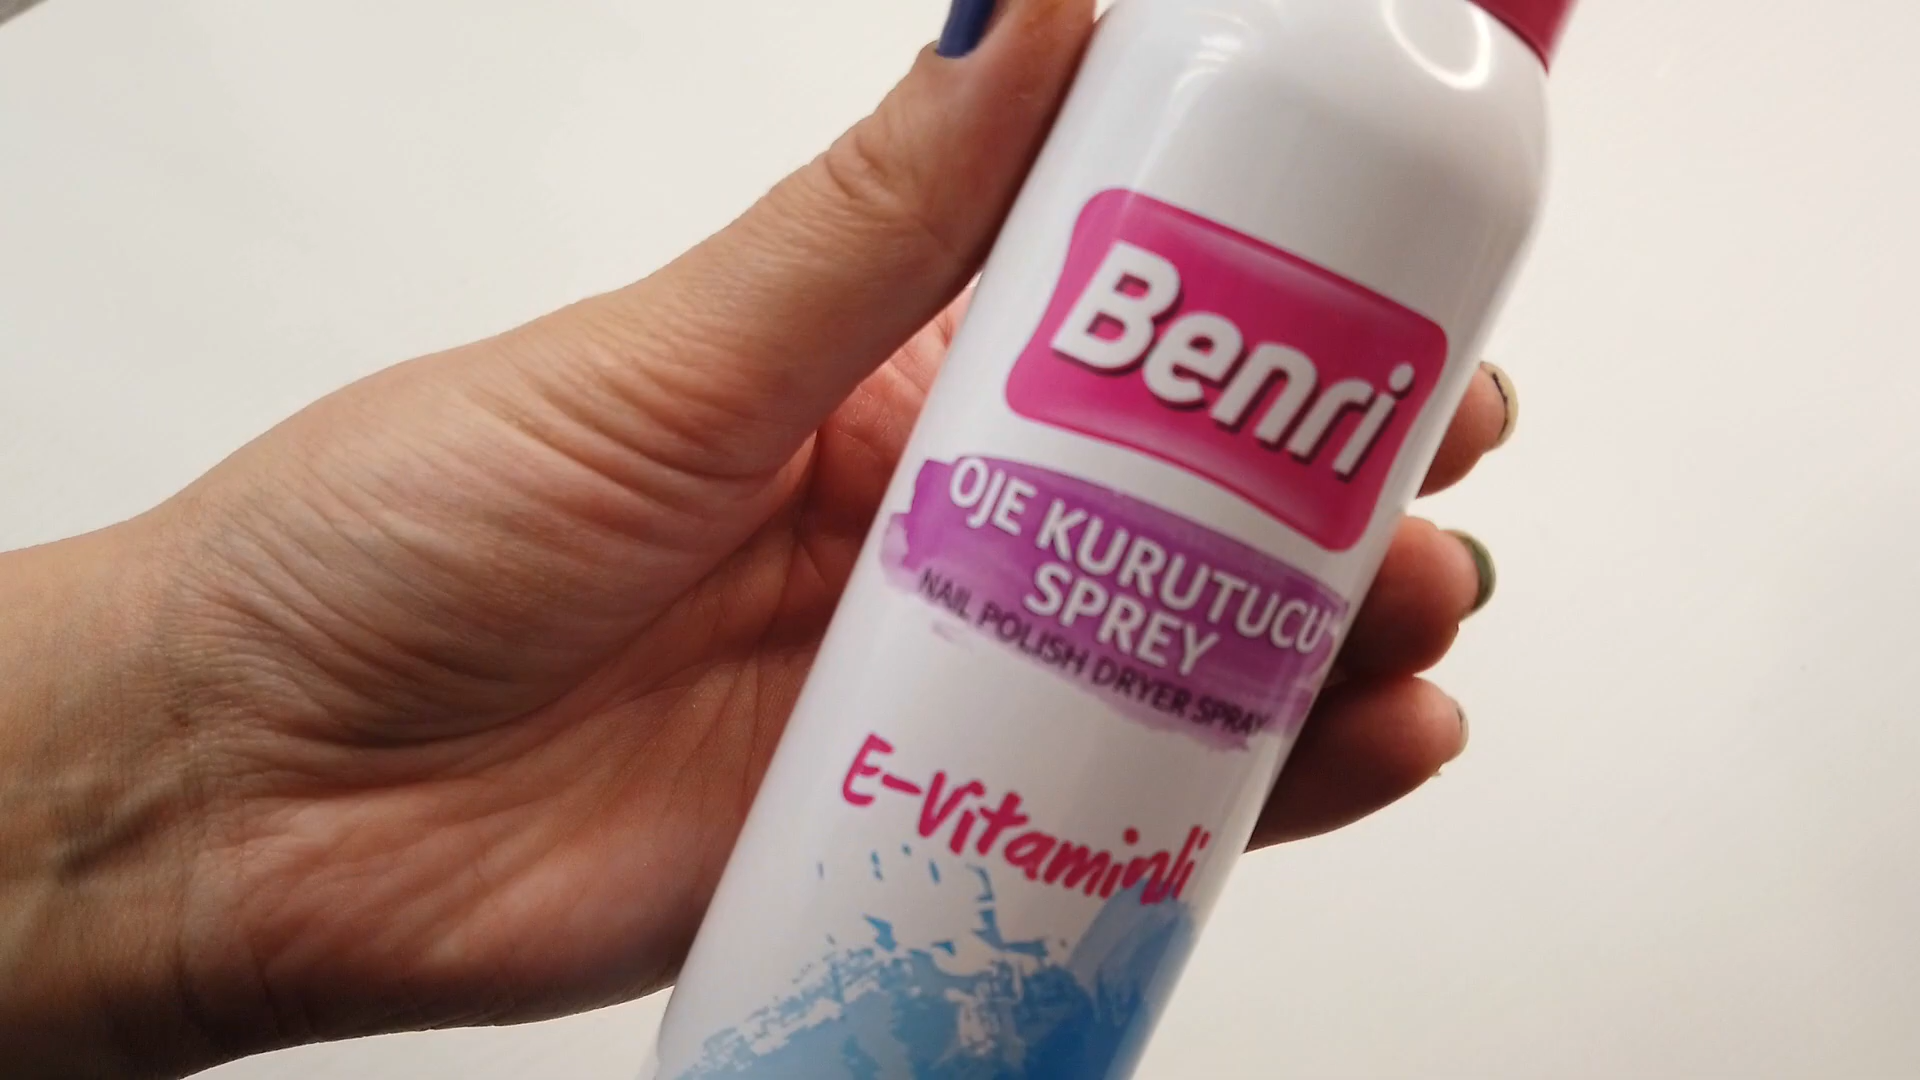 Benri
OJE KURUTUCU
SPREY
NAIL POLISH DRYER SPRAY
E-Vitaminli